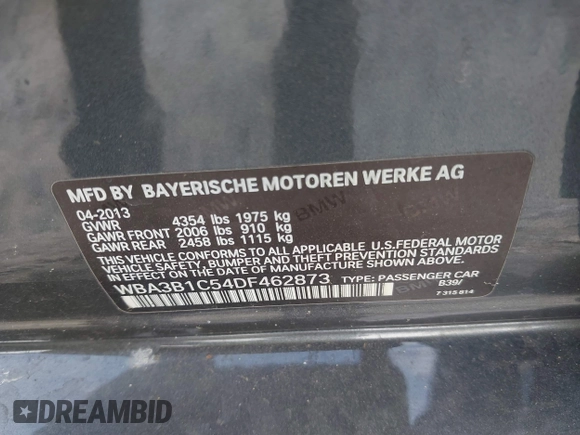 MFD BY BAYERISCHE MOTOREN WERKE AG
04-2013
GVWR 4354 lbs 1975 kg
GAWR FRONT 2006 lbs 910 kg
GAWR REAR 2458 lbs 1115 kg
THIS VEHICLE CONFORMS TO ALL APPLICABLE U.S.FEDERAL MOTOR
VEHICLE SAFETY, BUMPER AND THEFT PREVENTION STANDARDS
IN EFFECT ON THE DATE OF MANUFACTURE SHOWN ABOVE.
WBA3B1C54DF462873 TYPE: PASSENGER CAR
B39/
7 315 814
DREAMBID